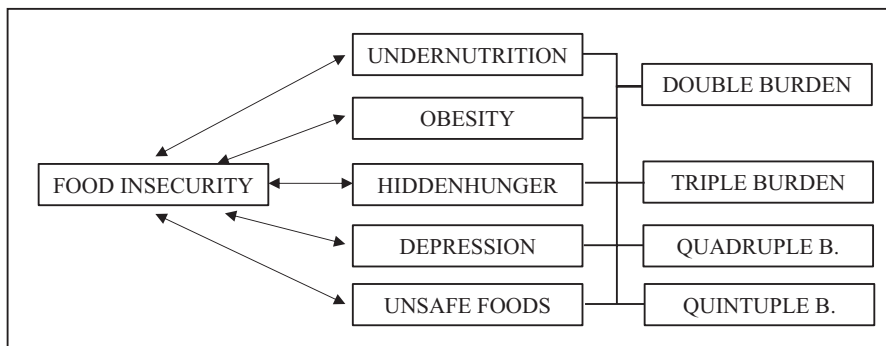 UNDERNUTRITION
DOUBLE BURDEN
OBESITY
FOOD INSECURITY
HIDDENHUNGER
TRIPLE BURDEN
DEPRESSION
QUADRUPLE B.
UNSAFE FOODS
QUINTUPLE B.